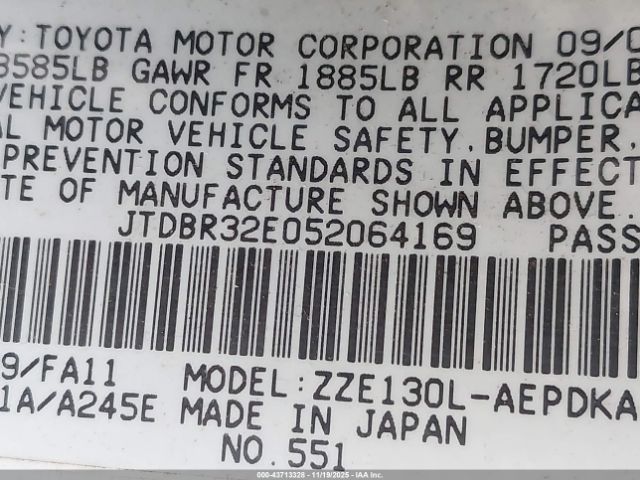 Y:TOYOTA MOTOR CORPORATION 09/0
3585LB GAWR FR 1885LB RR 1720LB
VEHICLE CONFORMS TO ALL APPLICA
AL MOTOR VEHICLE SAFETY,BUMPER,
PREVENTION STANDARDS IN EFFECT
TE OF MANUFACTURE SHOWN ABOVE.
JTDBR32E052064169 PASS
9/FA11 MODEL:ZZE130L-AEPDKA
1A/A245E MADE IN JAPAN
NO.551
000-43713328 - 11/19/2025 - IAAI.COM